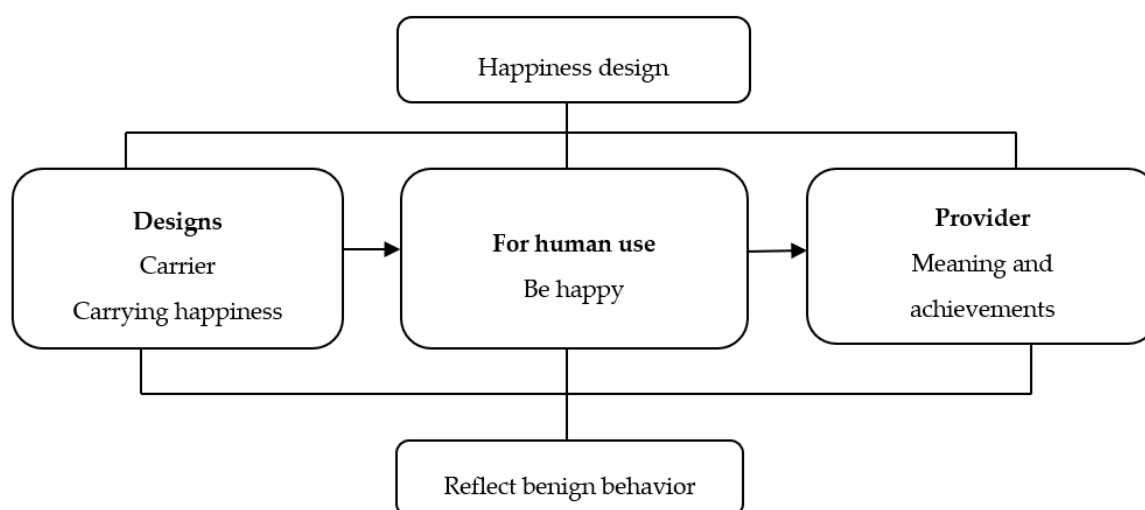 Happiness design
Designs
Carrier
Carrying happiness
For human use
Be happy
Provider
Meaning and
achievements
Reflect benign behavior